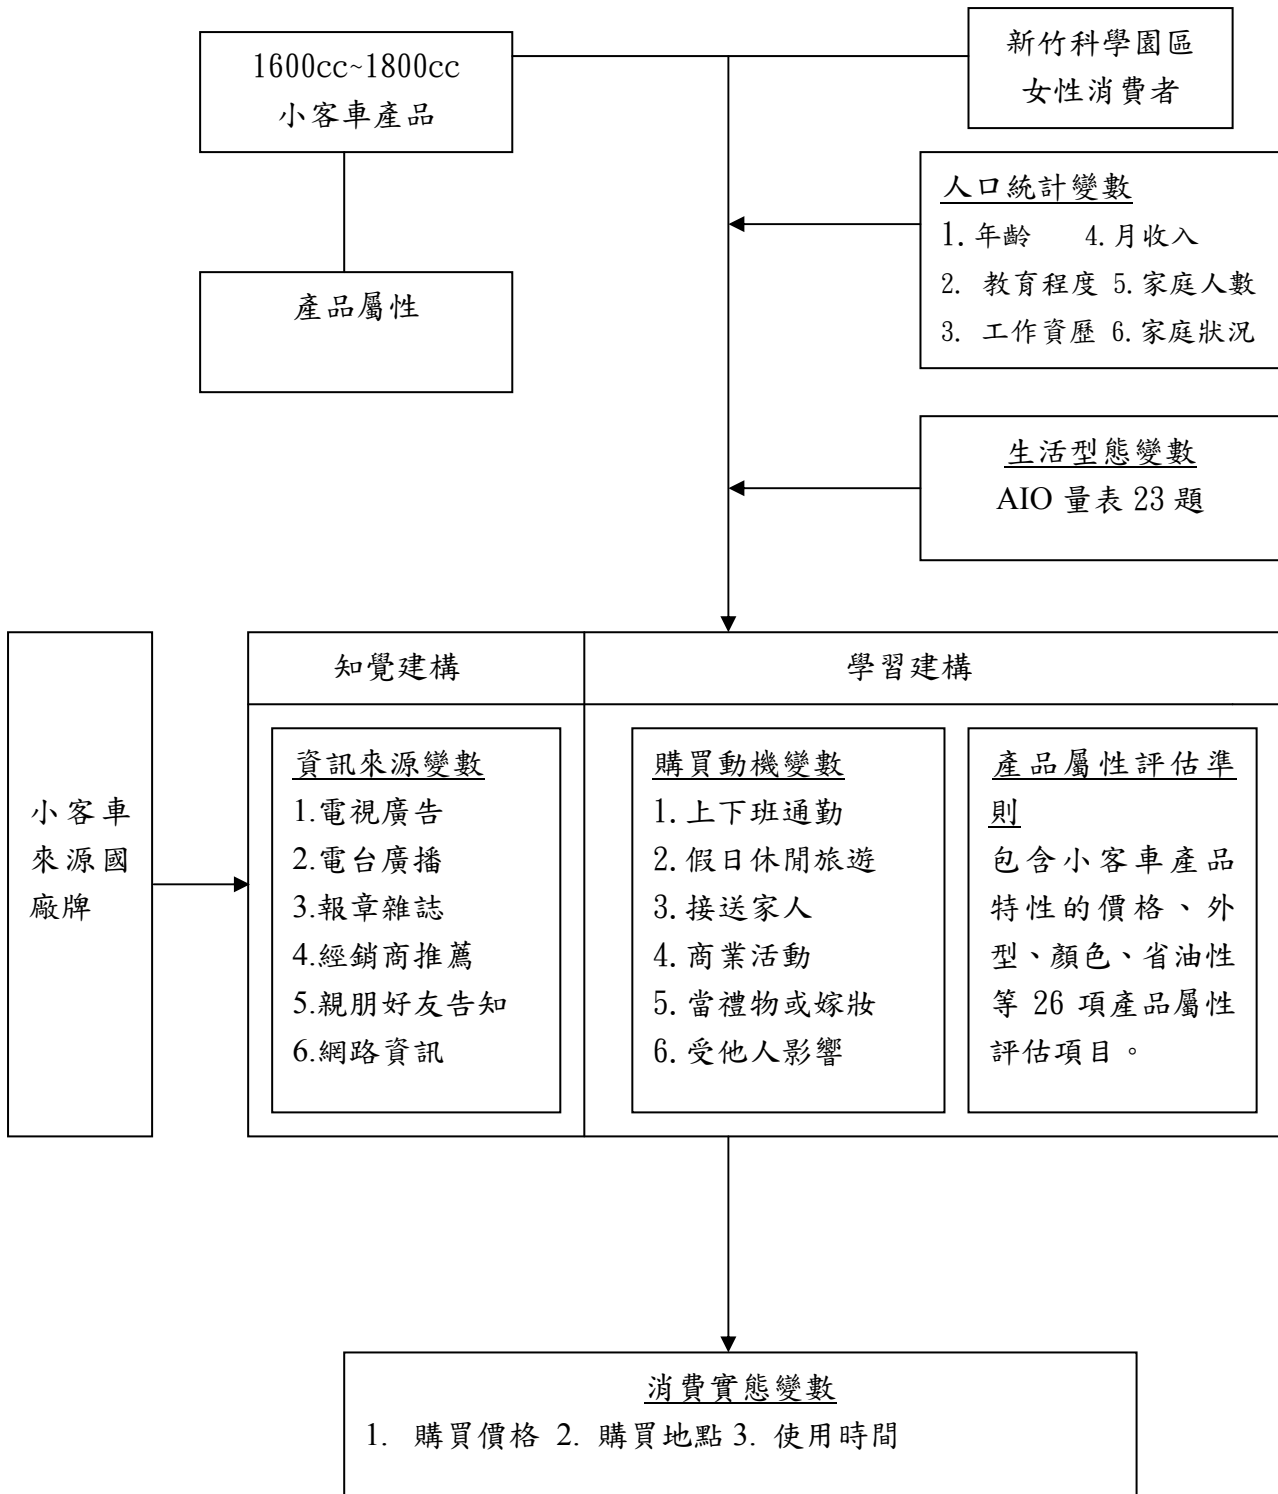 1600cc~1800cc
小客車產品
新竹科學園區
女性消費者
人口統計變數
1.年齡 4.月收入
2. 教育程度 5.家庭人數
3. 工作資歷 6.家庭狀況
產品屬性
生活型態變數
AIO 量表 23 題
小客車
來源國
廠牌
知覺建構
學習建構
資訊來源變數
1.電視廣告
2.電台廣播
3.報章雜誌
4.經銷商推薦
5.親朋好友告知
6.網路資訊
購買動機變數
1.上下班通勤
2.假日休閒旅遊
3.接送家人
4.商業活動
5.當禮物或嫁妝
6.受他人影響
產品屬性評估準
則
包含小客車產品
特性的價格、外
型、顏色、省油性
等 26 項產品屬性
評估項目。
消費實態變數
1. 購買價格 2. 購買地點 3. 使用時間